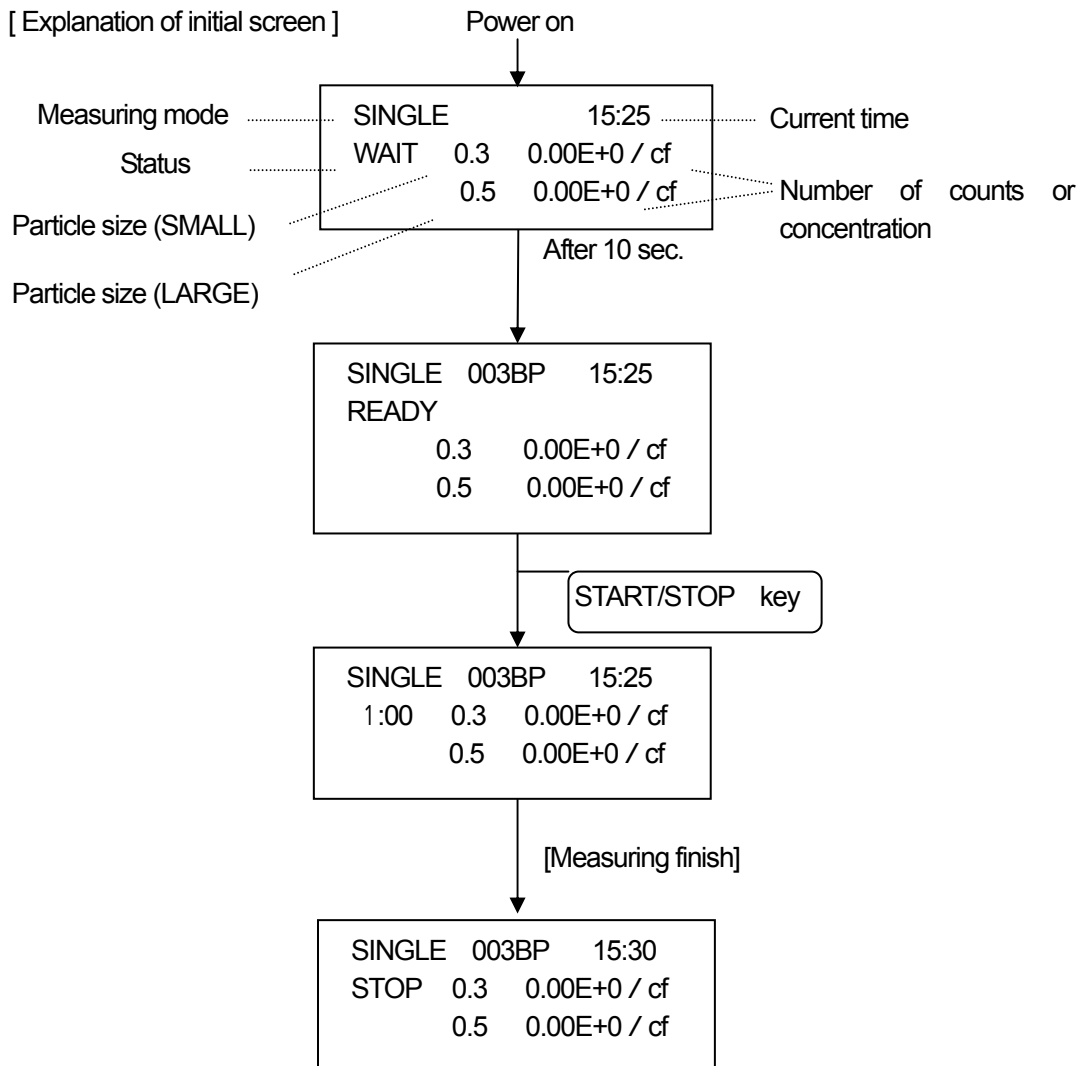 [ Explanation of initial screen ]
Power on
Measuring mode
SINGLE 15:25
Current time
Status
WAIT 0.3 0.00E+0 / cf
0.5 0.00E+0 / cf
Number of counts or
concentration
Particle size (SMALL)
Particle size (LARGE)
After 10 sec.
SINGLE 003BP 15:25
READY
0.3 0.00E+0 / cf
0.5 0.00E+0 / cf
START/STOP key
SINGLE 003BP 15:25
1:00 0.3 0.00E+0 / cf
0.5 0.00E+0 / cf
[Measuring finish]
SINGLE 003BP 15:30
STOP 0.3 0.00E+0 / cf
0.5 0.00E+0 / cf